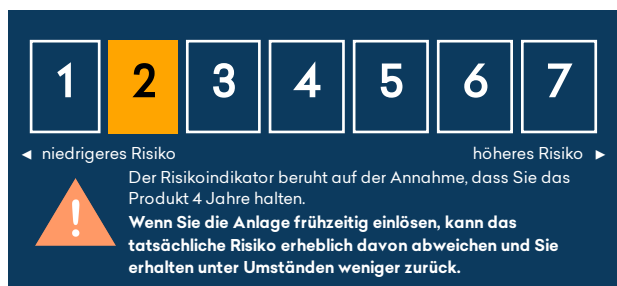 1 2 3 4 5 6 7
◄ niedrigeres Risiko höheres Risiko ►
Der Risikoindikator beruht auf der Annahme, dass Sie das
Produkt 4 Jahre halten.
!
Wenn Sie die Anlage frühzeitig einlösen, kann das
tatsächliche Risiko erheblich davon abweichen und Sie
erhalten unter Umständen weniger zurück.